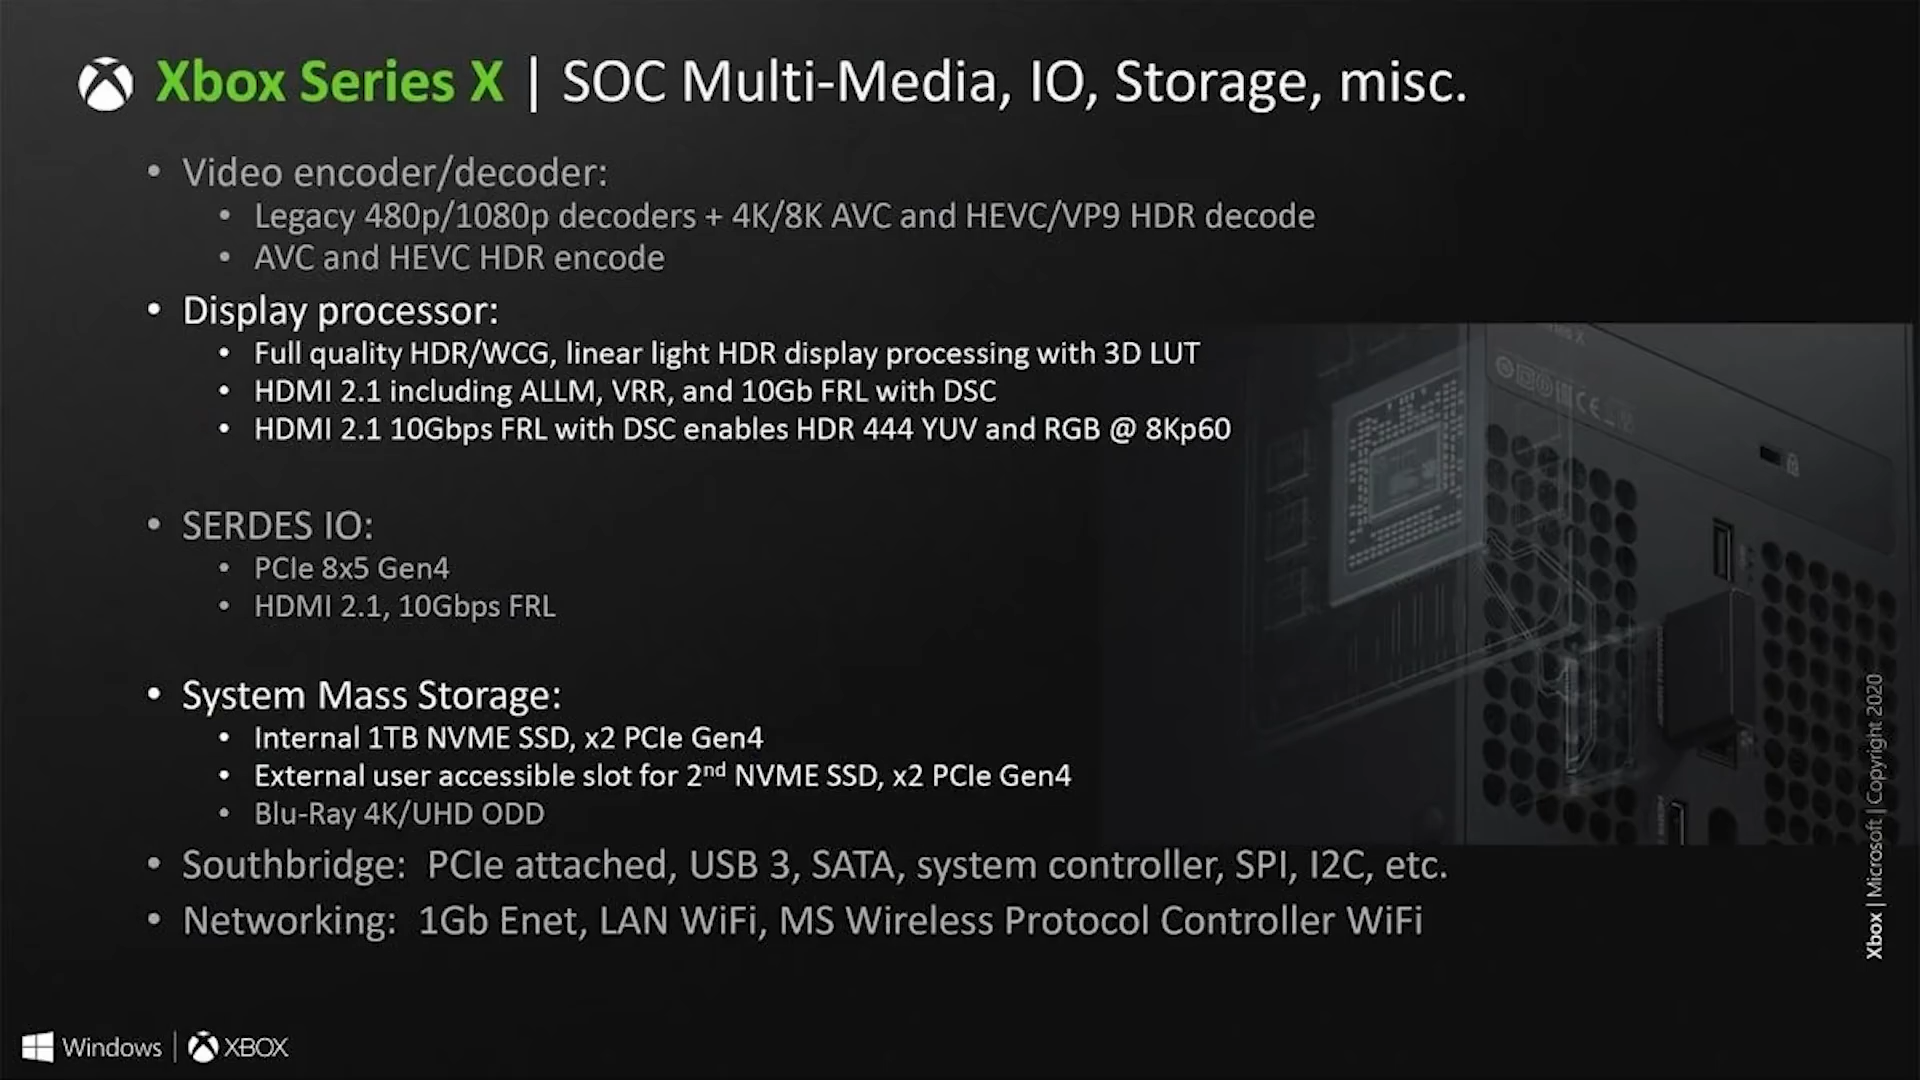 Xbox Series X | SOC Multi-Media, IO, Storage, misc.
• Video encoder/decoder:
• Legacy 480p/1080p decoders + 4K/8K AVC and HEVC/VP9 HDR decode
• AVC and HEVC HDR encode
• Display processor:
• Full quality HDR/WCG, linear light HDR display processing with 3D LUT
• HDMI 2.1 including ALLM, VRR, and 10Gb FRL with DSC
• HDMI 2.1 10Gbps FRL with DSC enables HDR 444 YUV and RGB @ 8Kp60
• SERDES IO:
• PCIe 8x5 Gen4
• HDMI 2.1, 10Gbps FRL
• System Mass Storage:
• Internal 1TB NVME SSD, x2 PCIe Gen4
• External user accessible slot for 2nd NVME SSD, x2 PCIe Gen4
• Blu-Ray 4K/UHD ODD
• Southbridge: PCIe attached, USB 3, SATA, system controller, SPI, I2C, etc.
• Networking: 1Gb Enet, LAN WiFi, MS Wireless Protocol Controller WiFi
Xbox | Microsoft | Copyright 2020
Windows | XBOX